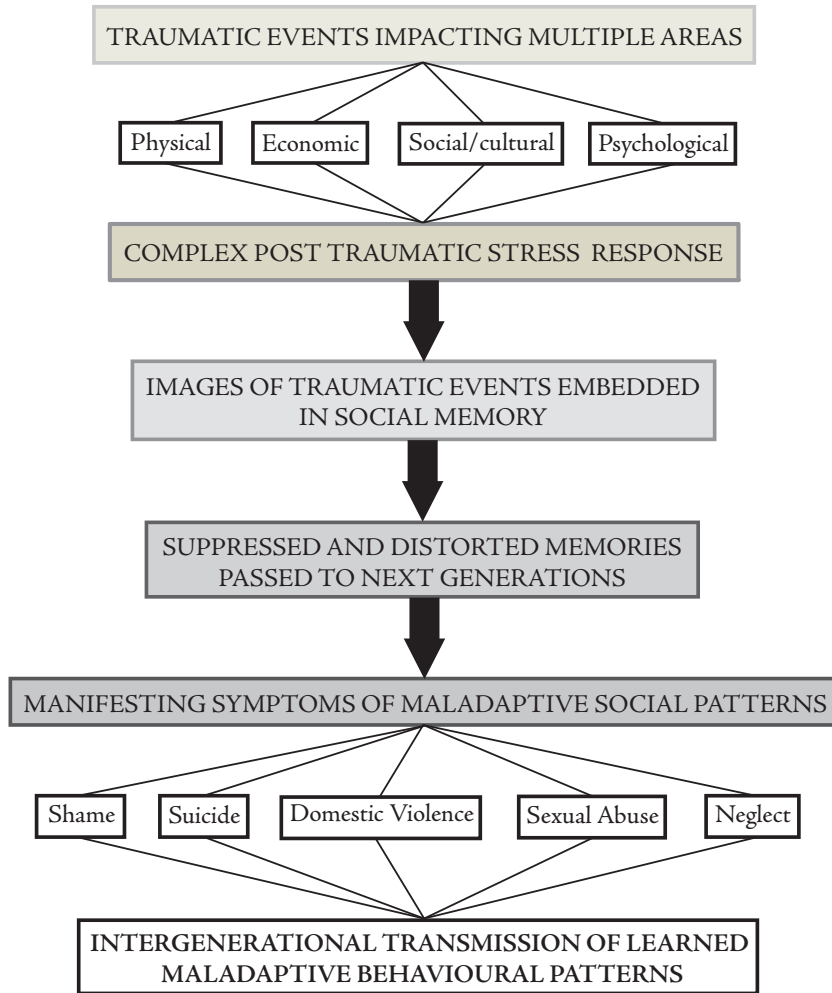 TRAUMATIC EVENTS IMPACTING MULTIPLE AREAS
Physical
Economic
Social/cultural
Psychological
COMPLEX POST TRAUMATIC STRESS RESPONSE
IMAGES OF TRAUMATIC EVENTS EMBEDDED
IN SOCIAL MEMORY
SUPPRESSED AND DISTORTED MEMORIES
PASSED TO NEXT GENERATIONS
MANIFESTING SYMPTOMS OF MALADAPTIVE SOCIAL PATTERNS
Shame
Suicide
Domestic Violence
Sexual Abuse
Neglect
INTERGENERATIONAL TRANSMISSION OF LEARNED
MALADAPTIVE BEHAVIOURAL PATTERNS